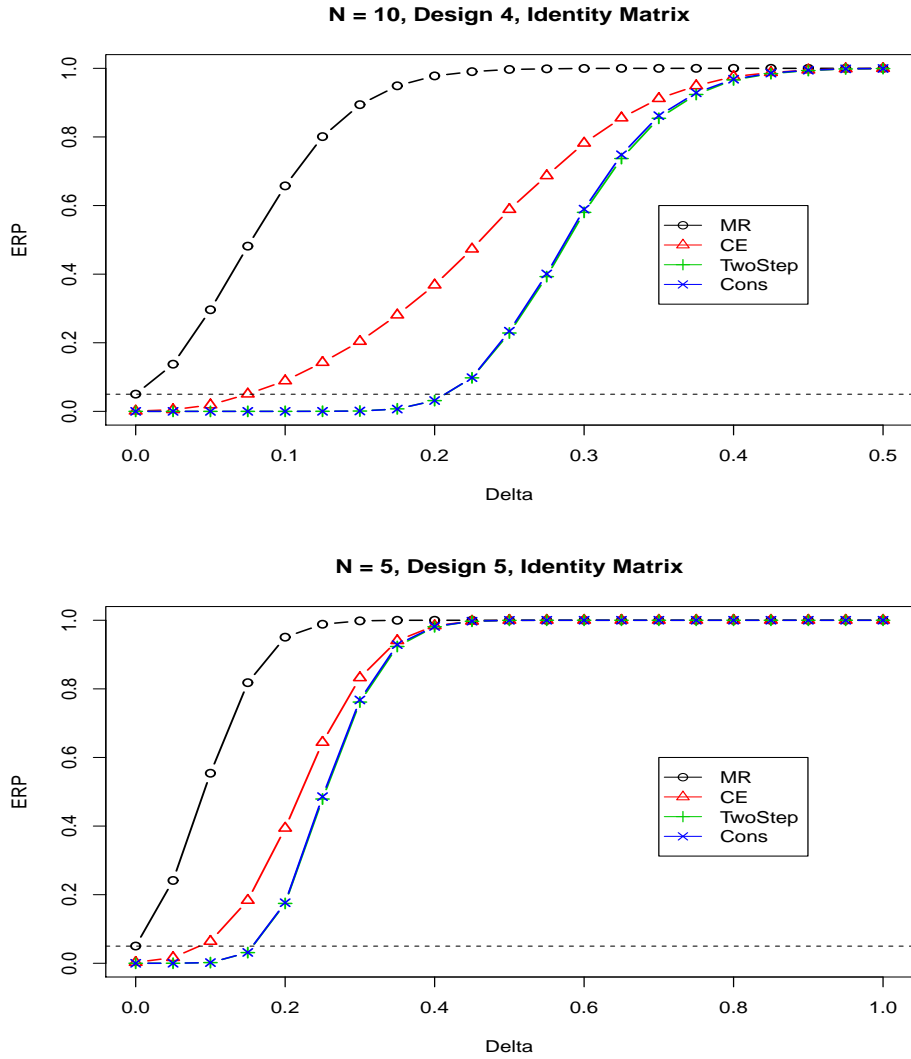 N = 10, Design 4, Identity Matrix
ERP
1.0
0.8
0.6
0.4
0.2
0.0
MR
CE
TwoStep
Cons
0.0 0.1 0.2 0.3 0.4 0.5
Delta
N = 5, Design 5, Identity Matrix
ERP
1.0
0.8
0.6
0.4
0.2
0.0
MR
CE
TwoStep
Cons
0.0 0.2 0.4 0.6 0.8 1.0
Delta